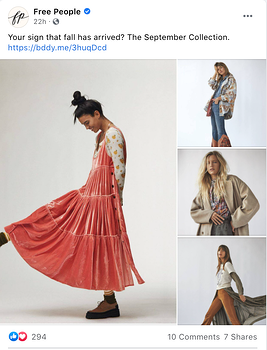 fp
Free People
22h ·
Your sign that fall has arrived? The September Collection.
https://bddy.me/3huqDcd
294
10 Comments 7 Shares